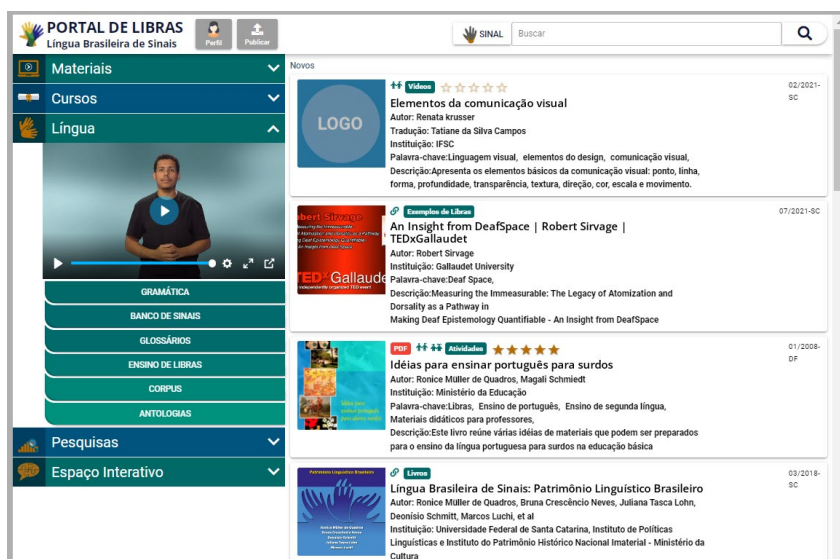 PORTAL DE LIBRAS
Língua Brasileira de Sinais
Perfil
Publicar
SINAL
Buscar
Materiais
Cursos
Língua
GRAMÁTICA
BANCO DE SINAIS
GLOSSÁRIOS
ENSINO DE LIBRAS
CORPUS
ANTOLOGIAS
Pesquisas
Espaço Interativo
Novos
LOGO
Vídeos
02/2021-
SC
Elementos da comunicação visual
Autor: Renata krusser
Tradução: Tatiane da Silva Campos
Instituição: IFSC
Palavra-chave:Linguagem visual, elementos do design, comunicação visual,
Descrição:Apresenta os elementos básicos da comunicação visual: ponto, linha,
forma, profundidade, transparência, textura, direção, cor, escala e movimento.
bert Sirvage
TEDx Gallaude
Exemplos de Libras
07/2021-SC
An Insight from DeafSpace | Robert Sirvage |
TEDxGallaudet
Autor: Robert Sirvage
Instituição: Gallaudet University
Palavra-chave:Deaf Space,
Descrição:Measuring the Immeasurable: The Legacy of Atomization and
Dorsality as a Pathway in
Making Deaf Epistemology Quantifiable - An Insight from DeafSpace
PDF
Atividades
01/2008-
DF
Idéias para ensinar português para surdos
Autor: Ronice Müller de Quadros, Magali Schmiedt
Instituição: Ministério da Educação
Palavra-chave:Libras, Ensino de português, Ensino de segunda língua,
Materiais didáticos para professores,
Descrição:Este livro reúne várias idéias de materiais que podem ser preparados
para o ensino da língua portuguesa para surdos na educação básica
Livros
03/2018-
SC
Língua Brasileira de Sinais: Patrimônio Linguístico Brasileiro
Autor: Ronice Müller de Quadros, Bruna Crescêncio Neves, Juliana Tasca Lohn,
Deonísio Schmitt, Marcos Luchi, et al
Instituição: Universidade Federal de Santa Catarina, Instituto de Políticas
Linguísticas e Instituto do Patrimônio Histórico Nacional Imaterial - Ministério da
Cultura